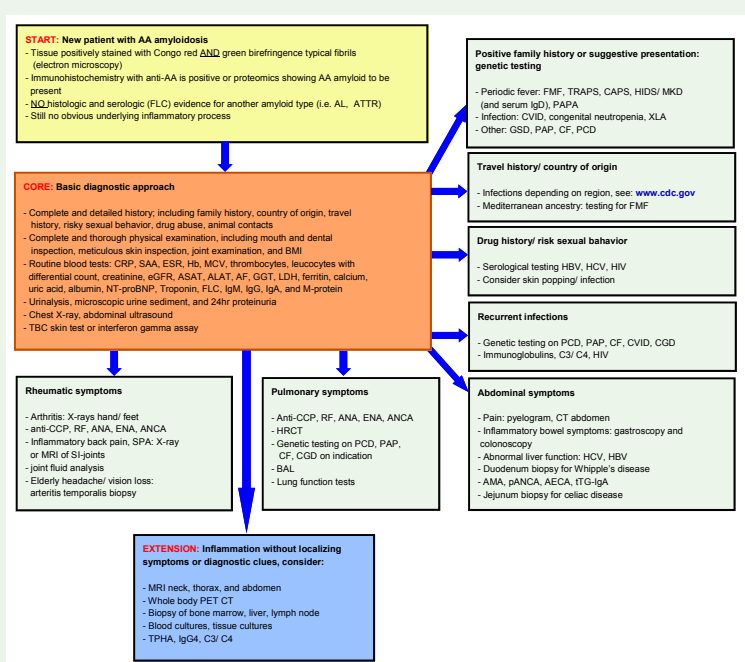 START: New patient with AA amyloidosis
- Tissue positively stained with Congo red AND green birefringence typical fibrils
(electron microscopy)
- Immunohistochemistry with anti-AA is positive or proteomics showing AA amyloid to be
present
- NO histologic and serologic (FLC) evidence for another amyloid type (i.e. AL, ATTR)
- Still no obvious underlying inflammatory process
CORE: Basic diagnostic approach
- Complete and detailed history; including family history, country of origin, travel
history, risky sexual behavior, drug abuse, animal contacts
- Complete and thorough physical examination, including mouth and dental
inspection, meticulous skin inspection, joint examination, and BMI
- Routine blood tests: CRP, SAA, ESR, Hb, MCV, thrombocytes, leucocytes with
differential count, creatinine, eGFR, ASAT, ALAT, AF, GGT, LDH, ferritin, calcium,
uric acid, albumin, NT-proBNP, Troponin, FLC, IgM, IgG, IgA, and M-protein
- Urinalysis, microscopic urine sediment, and 24hr proteinuria
- Chest X-ray, abdominal ultrasound
- TBC skin test or interferon gamma assay
Positive family history or suggestive presentation:
genetic testing
- Periodic fever: FMF, TRAPS, CAPS, HIDS/ MKD
(and serum IgD), PAPA
- Infection: CVID, congenital neutropenia, XLA
- Other: GSD, PAP, CF, PCD
Travel history/ country of origin
- Infections depending on region, see: www.cdc.gov
- Mediterranean ancestry: testing for FMF
Drug history/ risk sexual bahavior
- Serological testing HBV, HCV, HIV
- Consider skin popping/ infection
Recurrent infections
- Genetic testing on PCD, PAP, CF, CVID, CGD
- Immunoglobulins, C3/ C4, HIV
Abdominal symptoms
- Pain: pyelogram, CT abdomen
- Inflammatory bowel symptoms: gastroscopy and
colonoscopy
- Abnormal liver function: HCV, HBV
- Duodenum biopsy for Whipple's disease
- AMA, pANCA, AECA, tTG-IgA
- Jejunum biopsy for celiac disease
Rheumatic symptoms
- Arthritis: X-rays hand/ feet
- anti-CCP, RF, ANA, ENA, ANCA
- Inflammatory back pain, SPA: X-ray
or MRI of SI-joints
- joint fluid analysis
- Elderly headache/ vision loss:
arteritis temporalis biopsy
Pulmonary symptoms
- Anti-CCP, RF, ANA, ENA, ANCA
- HRCT
- Genetic testing on PCD, PAP,
CF, CGD on indication
- BAL
- Lung function tests
EXTENSION: Inflammation without localizing
symptoms or diagnostic clues, consider:
- MRI neck, thorax, and abdomen
- Whole body PET CT
- Biopsy of bone marrow, liver, lymph node
- Blood cultures, tissue cultures
- TPHA, IgG4, C3/ C4